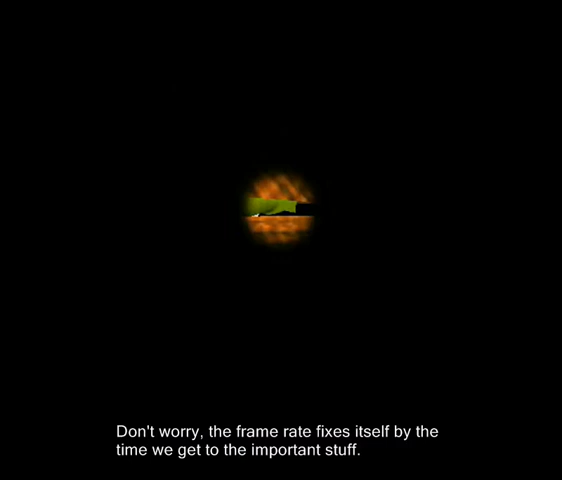 Don't worry, the frame rate fixes itself by the
time we get to the important stuff.